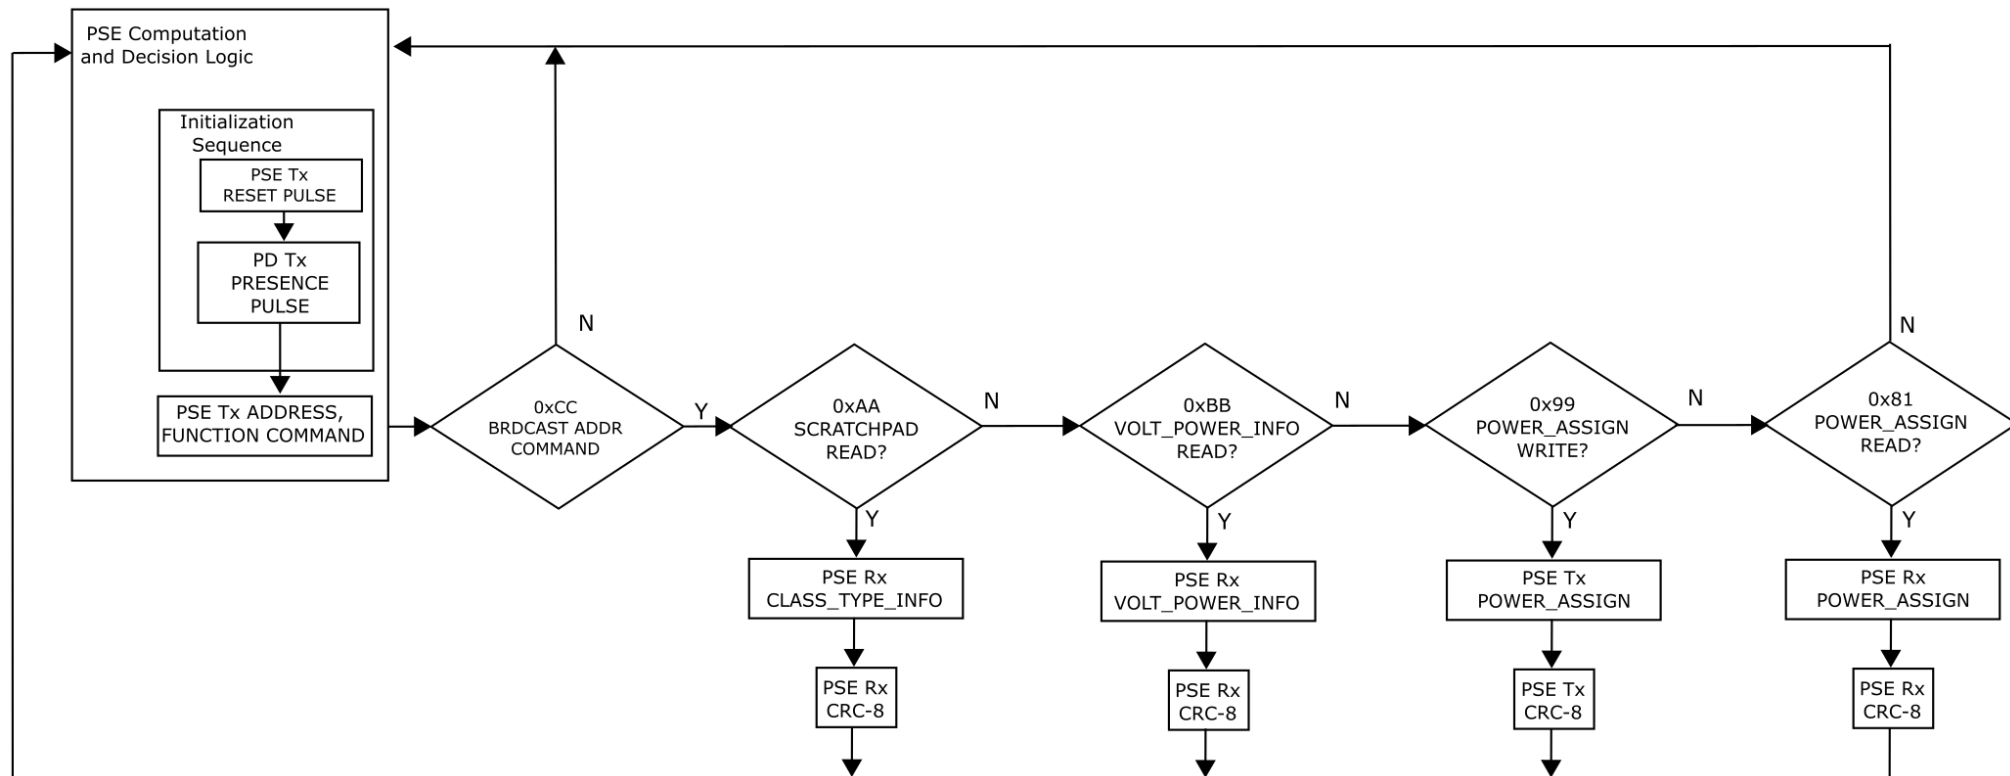 PSE Computation
and Decision Logic
Initialization
Sequence
PSE Tx
RESET PULSE
PD Tx
PRESENCE
PULSE
PSE Tx ADDRESS,
FUNCTION COMMAND
N
0xCC
BRDCAST ADDR
COMMAND
Y
0xAA
SCRATCHPAD
READ?
N
Y
PSE Rx
CLASS_TYPE_INFO
PSE Rx
CRC-8
0xBB
VOLT_POWER_INFO
READ?
N
Y
PSE Rx
VOLT_POWER_INFO
PSE Rx
CRC-8
0x99
POWER_ASSIGN
WRITE?
N
Y
PSE Tx
POWER_ASSIGN
PSE Tx
CRC-8
N
0x81
POWER_ASSIGN
READ?
Y
PSE Rx
POWER_ASSIGN
PSE Rx
CRC-8